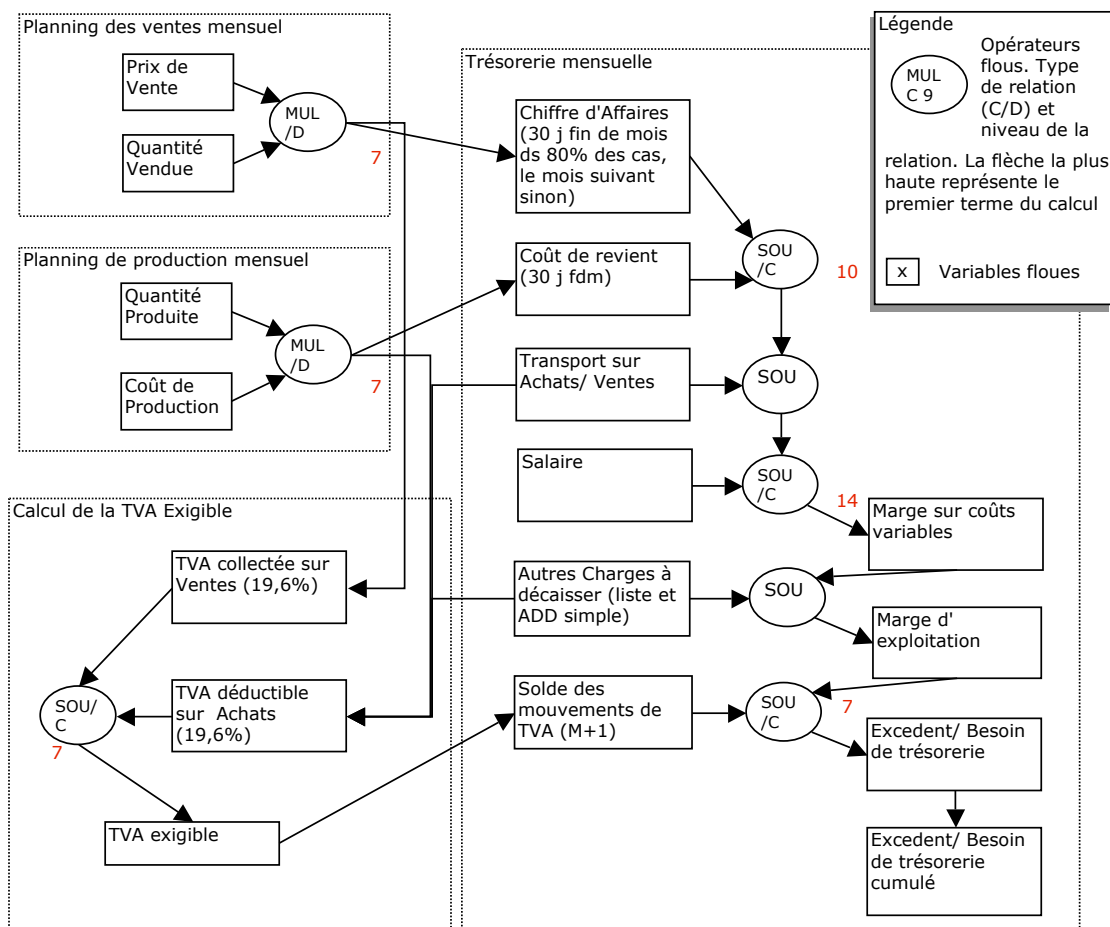 Planning des ventes mensuel
Prix de
Vente
Quantité
Vendue
MUL
/D
7
Planning de production mensuel
Quantité
Produite
Coût de
Production
MUL
/D
7
Calcul de la TVA Exigible
TVA collectée sur
Ventes (19,6%)
SOU/
C
7
TVA déductible
sur Achats
(19,6%)
TVA exigible
Trésorerie mensuelle
Chiffre d'Affaires
(30 j fin de mois
ds 80% des cas,
le mois suivant
sinon)
Coût de revient
(30 j fdm)
SOU
/C
10
Transport sur
Achats/ Ventes
SOU
Salaire
SOU
/C
14
Marge sur coûts
variables
Autres Charges à
décaisser (liste et
ADD simple)
SOU
Marge d'
exploitation
Solde des
mouvements de
TVA (M+1)
SOU
/C
7
Excedent/ Besoin
de trésorerie
Excedent/ Besoin
de trésorerie
cumulé
Légende
MUL
C 9
Opérateurs
flous. Type
de relation
(C/D) et
niveau de la
relation. La flèche la plus
haute représente le
premier terme du calcul
x
Variables floues